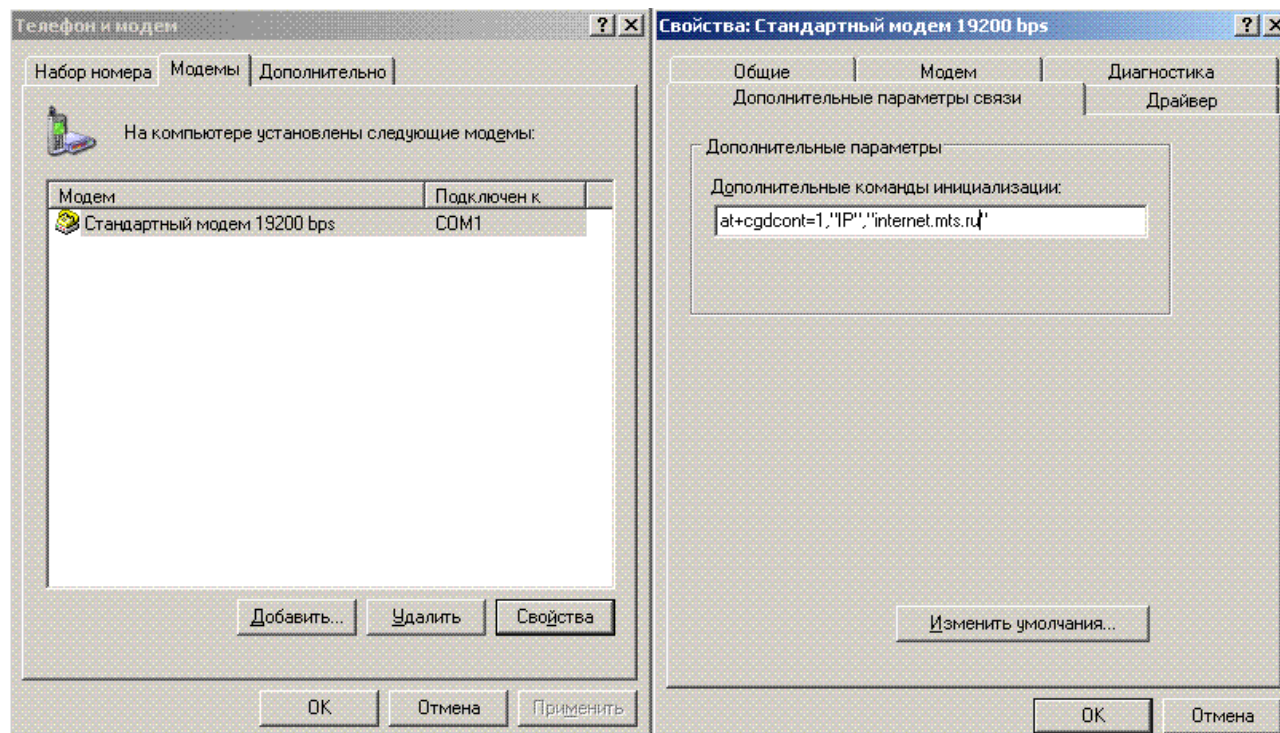 Телефон и модем
Набор номера Модемы Дополнительно
На компьютере установлены следующие модемы:
Модем Подключен к
Стандартный модем 19200 bps COM1
Добавить... Удалить Свойства
OK Отмена Применить
Свойства: Стандартный модем 19200 bps
Общие Модем Диагностика
Дополнительные параметры связи Драйвер
Дополнительные параметры
Дополнительные команды инициализации:
at+cgdcont=1,"IP","internet.mts.ru"
Изменить умолчания...
OK Отмена